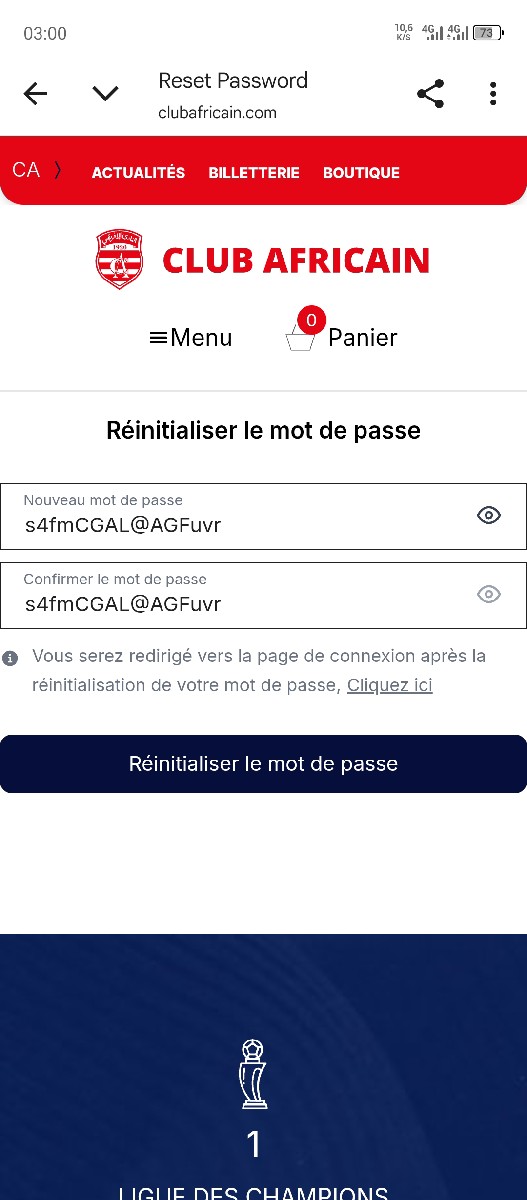 03:00
10,6 K/S 4G 4G 73
Reset Password
clubafricain.com
CA
ACTUALITÉS BILLETTERIE BOUTIQUE
CLUB AFRICAIN
0
Menu Panier
Réinitialiser le mot de passe
Nouveau mot de passe
s4fmCGAL@AGFuvr
Confirmer le mot de passe
s4fmCGAL@AGFuvr
Vous serez redirigé vers la page de connexion après la
réinitialisation de votre mot de passe, Cliquez ici
Réinitialiser le mot de passe
1
LIGUE DES CHAMPIONS